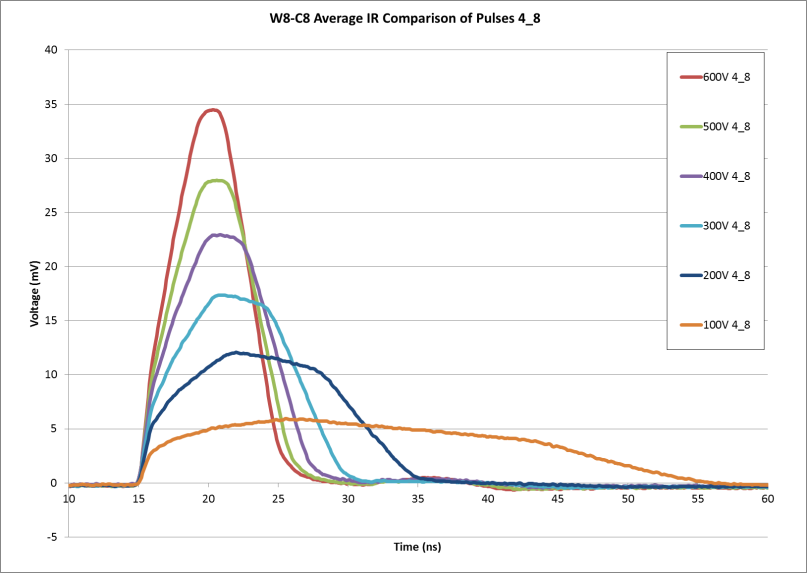 W8-C8 Average IR Comparison of Pulses 4_8
40
35
30
25
20
15
10
5
0
-5
Voltage (mV)
10 15 20 25 30 35 40 45 50 55 60
Time (ns)
600V 4_8
500V 4_8
400V 4_8
300V 4_8
200V 4_8
100V 4_8